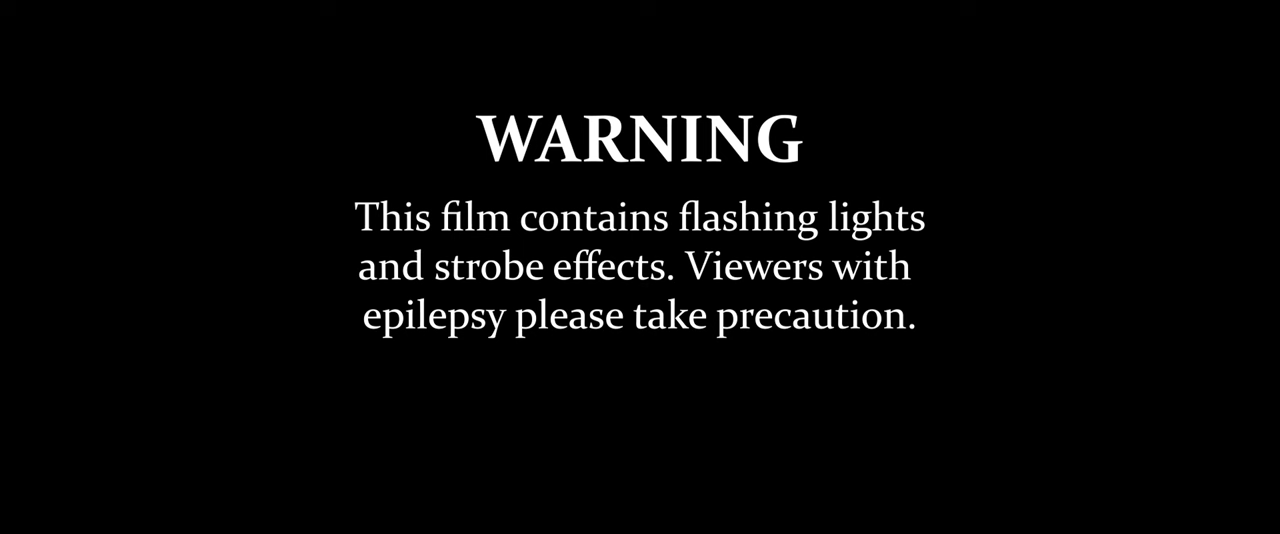 WARNING
This film contains flashing lights
and strobe effects. Viewers with
epilepsy please take precaution.